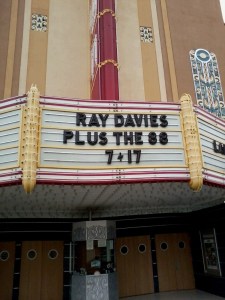 RAY DAVIES
PLUS THE 88
7+17